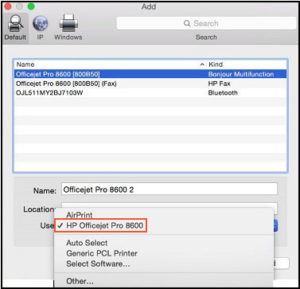 Add
Default IP Windows
Search
Search
Name Kind
Officejet Pro 8600 [800B50] Bonjour Multifunction
Officejet Pro 8600 [800B50] (Fax) HP Fax
OJL511MY2BJ7103W Bluetooth
Name: Officejet Pro 8600 2
Location:
AirPrint
Use ✓ HP Officejet Pro 8600
Auto Select
Generic PCL Printer
Select Software...
Other...